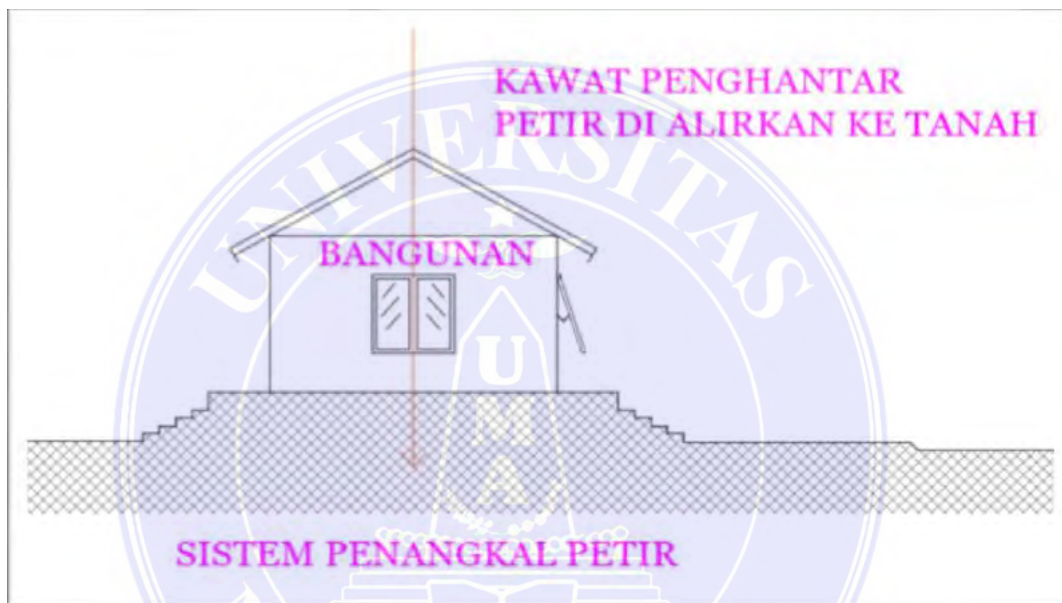 KAWAT PENGHANTAR
PETIR DI ALIRKAN KE TANAH
UNIVERSITAS
BANGUNAN
U
M
A
SISTEM PENANGKAL PETIR